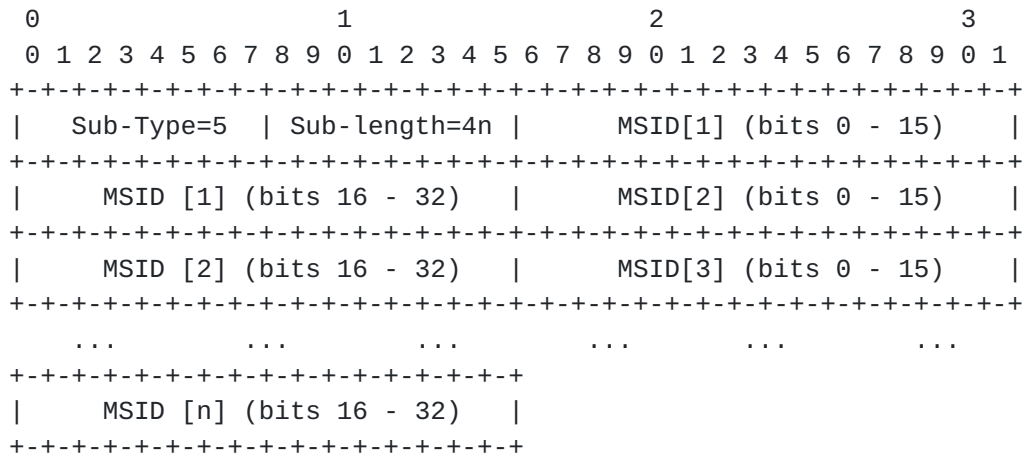 0                   1                   2                   3
 0 1 2 3 4 5 6 7 8 9 0 1 2 3 4 5 6 7 8 9 0 1 2 3 4 5 6 7 8 9 0 1
+-+-+-+-+-+-+-+-+-+-+-+-+-+-+-+-+-+-+-+-+-+-+-+-+-+-+-+-+-+-+-+-+
|   Sub-Type=5  | Sub-length=4n |      MSID[1] (bits 0 - 15)    |
+-+-+-+-+-+-+-+-+-+-+-+-+-+-+-+-+-+-+-+-+-+-+-+-+-+-+-+-+-+-+-+-+
|     MSID [1] (bits 16 - 32)   |      MSID[2] (bits 0 - 15)    |
+-+-+-+-+-+-+-+-+-+-+-+-+-+-+-+-+-+-+-+-+-+-+-+-+-+-+-+-+-+-+-+-+
|     MSID [2] (bits 16 - 32)   |      MSID[3] (bits 0 - 15)    |
+-+-+-+-+-+-+-+-+-+-+-+-+-+-+-+-+-+-+-+-+-+-+-+-+-+-+-+-+-+-+-+-+
    ...        ...        ...        ...       ...        ...
+-+-+-+-+-+-+-+-+-+-+-+-+-+-+-+-+
|     MSID [n] (bits 16 - 32)   |
+-+-+-+-+-+-+-+-+-+-+-+-+-+-+-+-+